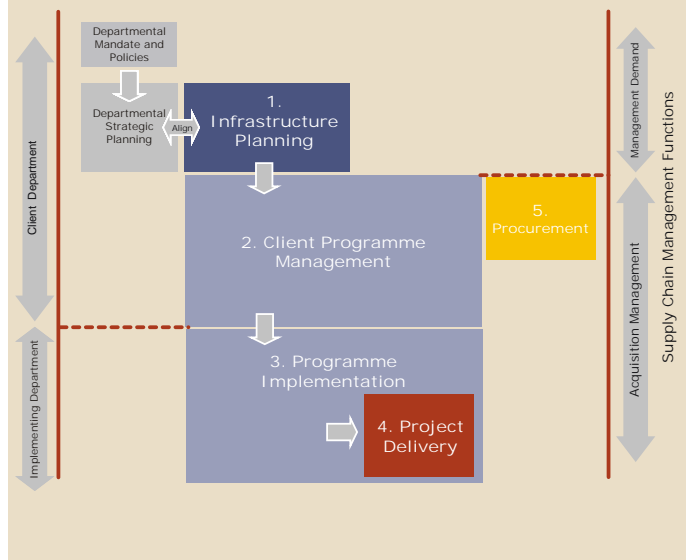 Departmental
Mandate and
Policies
Departmental
Strategic
Planning
Align
1.
Infrastructure
Planning
2. Client Programme
Management
5.
Procurement
3. Programme
Implementation
4. Project
Delivery
Client Department
Implementing Department
Management Demand
Acquisition Management
Supply Chain Management Functions